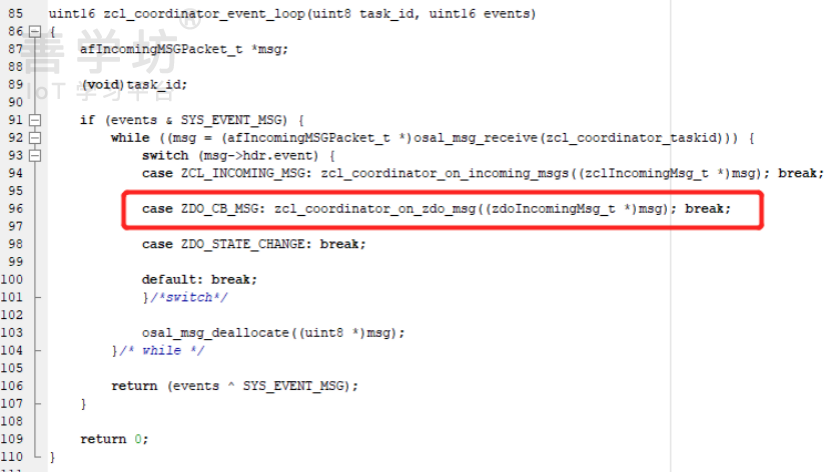 85 uint16 zcl_coordinator_event_loop(uint8 task_id, uint16 events)
86 {
87 afIncomingMSGPacket_t *msg;
善学坊®
88
89 (void)task_id;
IoT 学习平台
90
91 if (events & SYS_EVENT_MSG) {
92 while ((msg = (afIncomingMSGPacket_t *)osal_msg_receive(zcl_coordinator_taskid))) {
93 switch (msg->hdr.event) {
94 case ZCL_INCOMING_MSG: zcl_coordinator_on_incoming_msgs((zclIncomingMsg_t *)msg); break;
95
96 case ZDO_CB_MSG: zcl_coordinator_on_zdo_msg((zdoIncomingMsg_t *)msg); break;
97
98 case ZDO_STATE_CHANGE: break;
99
100 default: break;
101 }/*switch*/
102
103 osal_msg_deallocate((uint8 *)msg);
104 }/* while */
105
106 return (events ^ SYS_EVENT_MSG);
107 }
108
109 return 0;
110 }